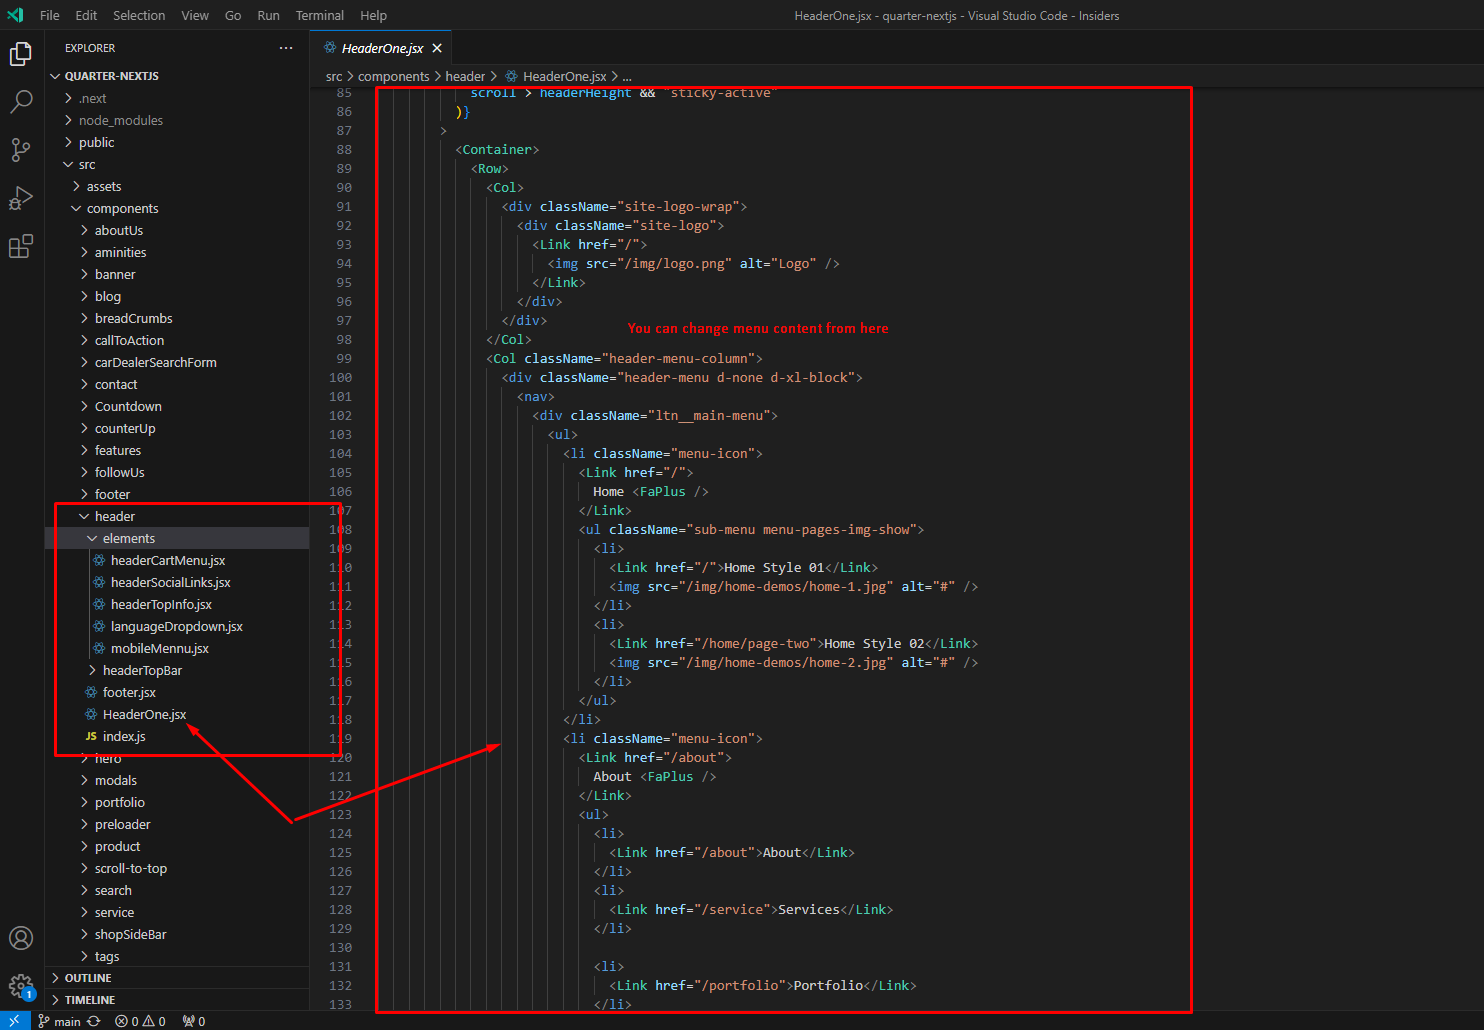 File Edit Selection View Go Run Terminal Help
HeaderOne.jsx - quarter-nextjs - Visual Studio Code - Insiders
EXPLORER
QUARTER-NEXTJS
.next
node_modules
public
src
assets
components
aboutUs
aminities
banner
blog
breadCrumbs
callToAction
carDealerSearchForm
contact
Countdown
counterUp
features
followUs
footer
header
elements
headerCartMenu.jsx
headerSocialLinks.jsx
headerTopInfo.jsx
languageDropdown.jsx
mobileMennu.jsx
headerTopBar
footer.jsx
HeaderOne.jsx
JS index.js
hero
modals
portfolio
preloader
product
scroll-to-top
search
service
shopSideBar
tags
OUTLINE
TIMELINE
HeaderOne.jsx
src > components > header > HeaderOne.jsx > ...
85 scroll > headerHeight && "sticky-active"
86 )}
87 >
88 <Container>
89 <Row>
90 <Col>
91 <div className="site-logo-wrap">
92 <div className="site-logo">
93 <Link href="/">
94 <img src="/img/logo.png" alt="Logo" />
95 </Link>
96 </div>
97 </div>
You can change menu content from here
98 </Col>
99 <Col className="header-menu-column">
100 <div className="header-menu d-none d-xl-block">
101 <nav>
102 <div className="ltn__main-menu">
103 <ul>
104 <li className="menu-icon">
105 <Link href="/">
106 Home <FaPlus />
107 </Link>
108 <ul className="sub-menu menu-pages-img-show">
109 <li>
110 <Link href="/">Home Style 01</Link>
111 <img src="/img/home-demos/home-1.jpg" alt="#" />
112 </li>
113 <li>
114 <Link href="/home/page-two">Home Style 02</Link>
115 <img src="/img/home-demos/home-2.jpg" alt="#" />
116 </li>
117 </ul>
118 </li>
119 <li className="menu-icon">
120 <Link href="/about">
121 About <FaPlus />
122 </Link>
123 <ul>
124 <li>
125 <Link href="/about">About</Link>
126 </li>
127 <li>
128 <Link href="/service">Services</Link>
129 </li>
130
131 <li>
132 <Link href="/portfolio">Portfolio</Link>
133 </li>
1
main 0 0 0